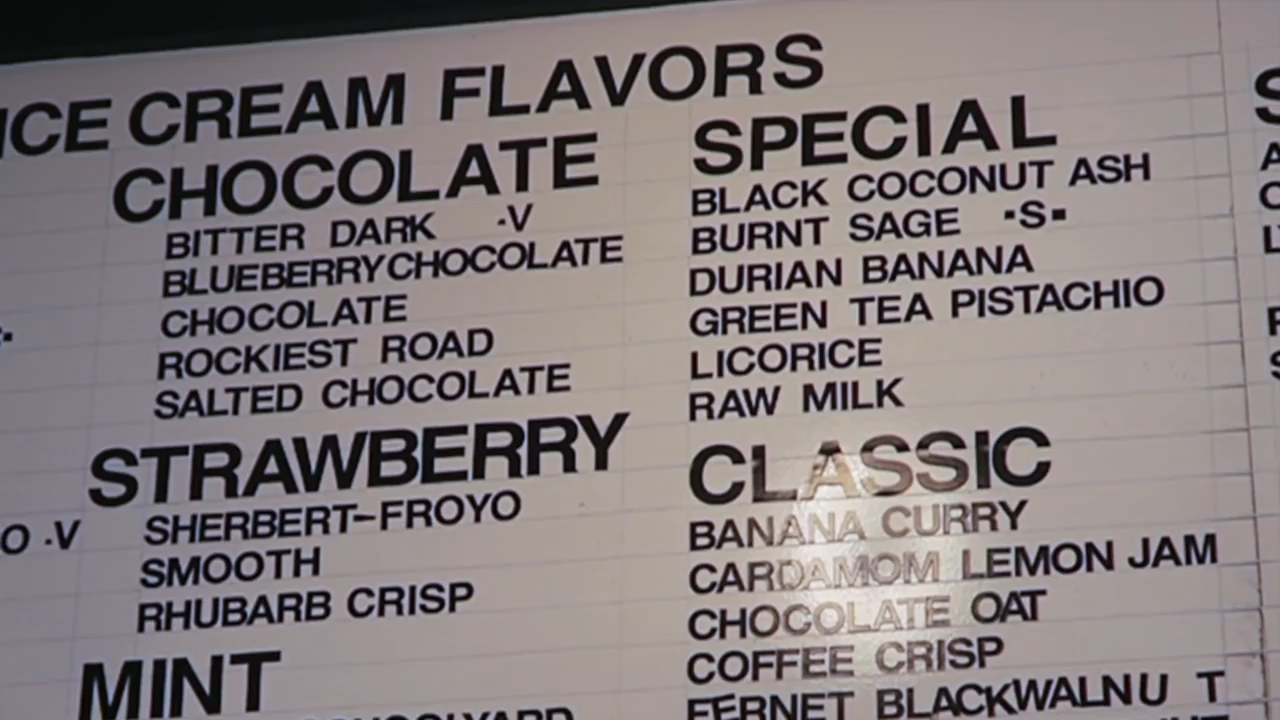 ICE CREAM FLAVORS
CHOCOLATE
BITTER DARK -V
BLUEBERRY CHOCOLATE
CHOCOLATE
ROCKIEST ROAD
SALTED CHOCOLATE
STRAWBERRY
SHERBERT-FROYO
SMOOTH
RHUBARB CRISP
MINT
SPECIAL
BLACK COCONUT ASH
BURNT SAGE ▪S▪
DURIAN BANANA
GREEN TEA PISTACHIO
LICORICE
RAW MILK
CLASSIC
BANANA CURRY
CARDAMOM LEMON JAM
CHOCOLATE OAT
COFFEE CRISP
FERNET BLACKWALNU T